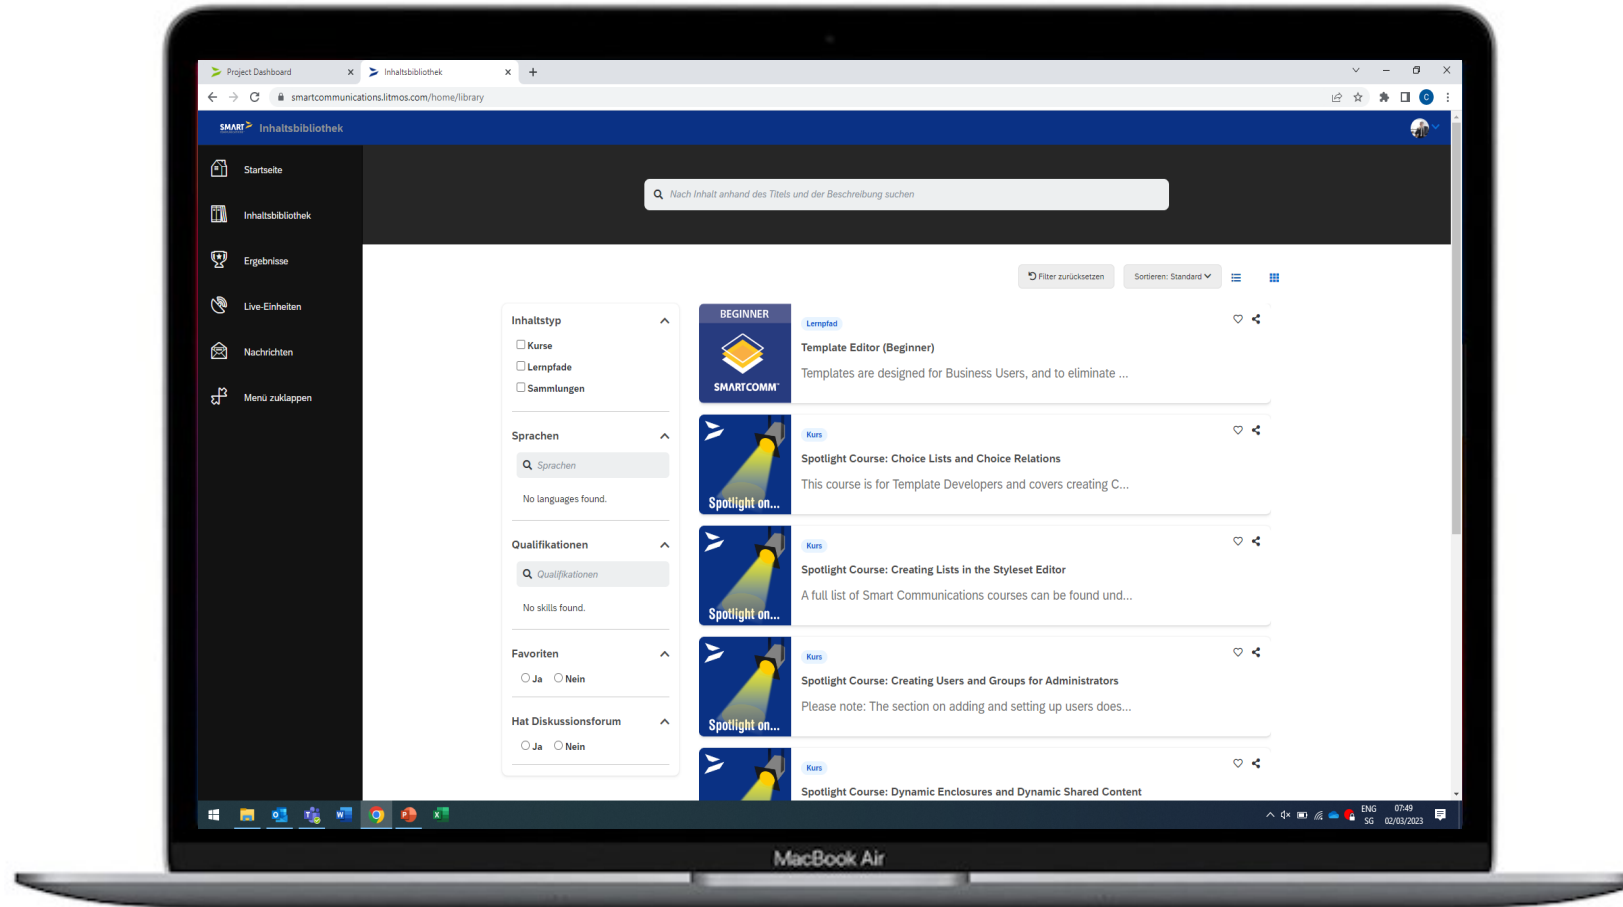 Project Dashboard
Inhaltsbibliothek
smartcommunications.litmos.com/home/library
C
SMART Inhaltsbibliothek
Startseite
Inhaltsbibliothek
Ergebnisse
Live-Einheiten
Nachrichten
Menü zuklappen
Nach Inhalt anhand des Titels und der Beschreibung suchen
Filter zurücksetzen
Sortieren: Standard
Inhaltstyp
Kurse
Lernpfade
Sammlungen
Sprachen
Sprachen
No languages found.
Qualifikationen
Qualifikationen
No skills found.
Favoriten
Ja Nein
Hat Diskussionsforum
Ja Nein
BEGINNER
SMARTCOMM™
Lernpfad
Template Editor (Beginner)
Templates are designed for Business Users, and to eliminate ...
Spotlight on...
Kurs
Spotlight Course: Choice Lists and Choice Relations
This course is for Template Developers and covers creating C...
Spotlight on...
Kurs
Spotlight Course: Creating Lists in the Styleset Editor
A full list of Smart Communications courses can be found und...
Spotlight on...
Kurs
Spotlight Course: Creating Users and Groups for Administrators
Please note: The section on adding and setting up users does...
Kurs
Spotlight Course: Dynamic Enclosures and Dynamic Shared Content
ENG
SG
07:49
02/03/2023
MacBook Air